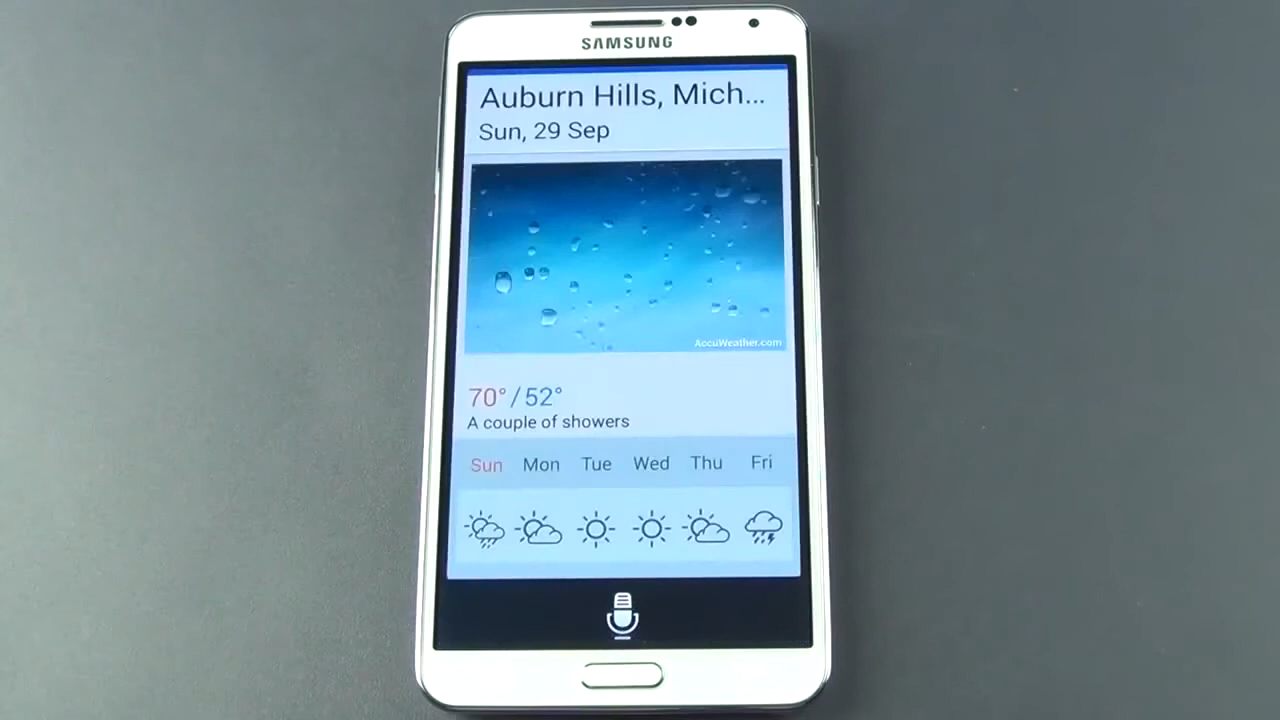 SAMSUNG
Auburn Hills, Mich...
Sun, 29 Sep
AccuWeather.com
70°/52°
A couple of showers
Sun Mon Tue Wed Thu Fri